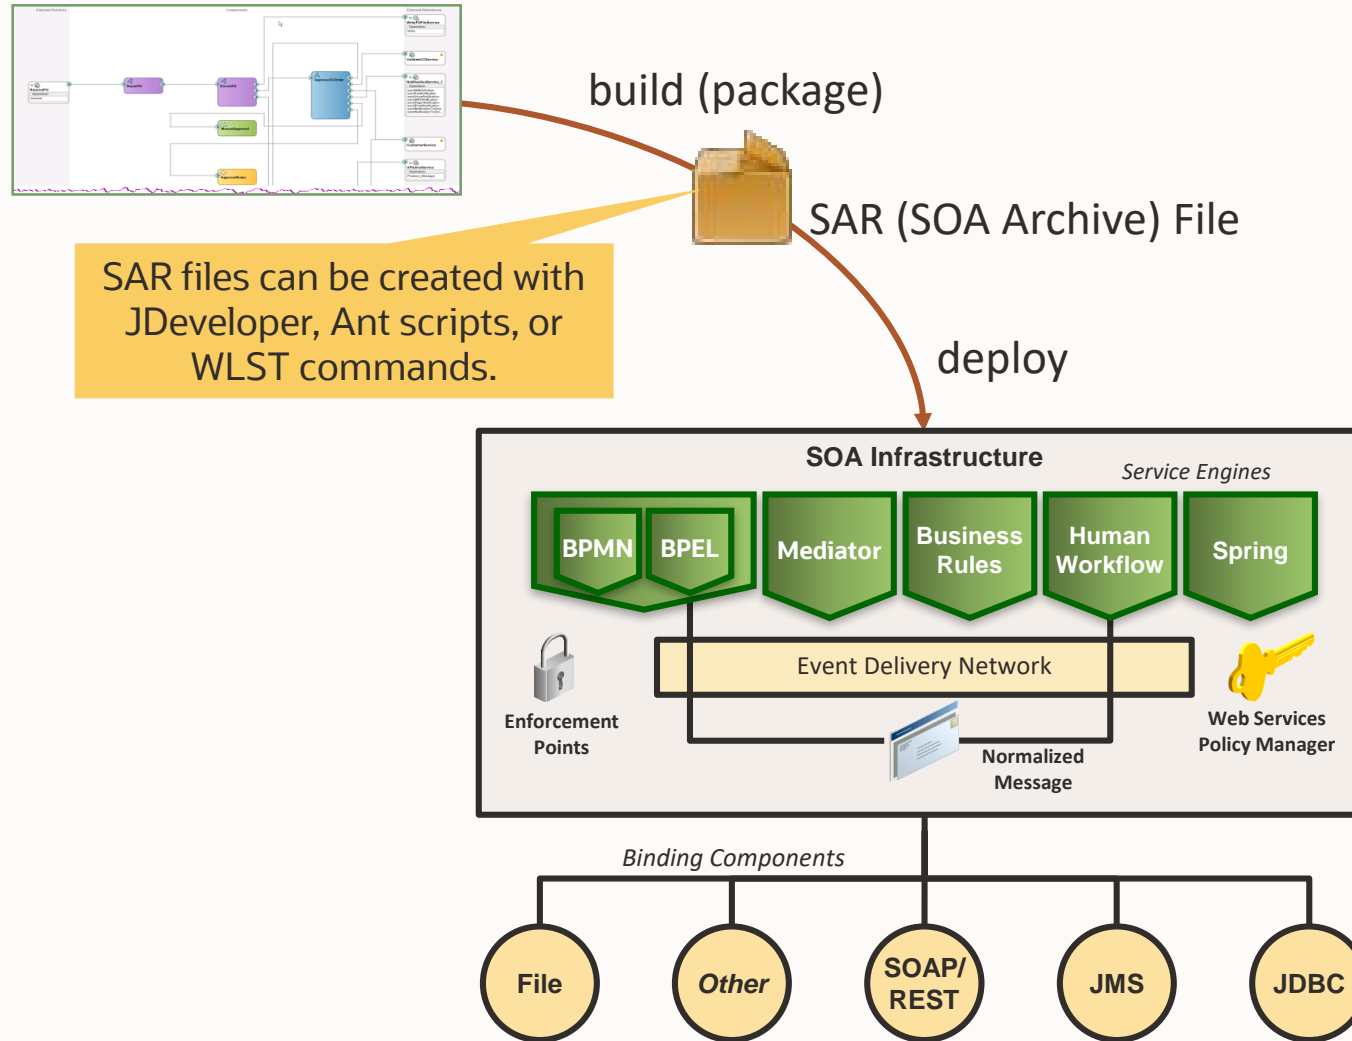 Components
build (package)
SAR (SOA Archive) File
SAR files can be created with
JDeveloper, Ant scripts, or
WLST commands.
deploy
SOA Infrastructure
Service Engines
BPMN
BPEL
Mediator
Business
Rules
Human
Workflow
Spring
Event Delivery Network
Enforcement
Points
Web Services
Policy Manager
Normalized
Message
Binding Components
File
Other
SOAP/
REST
JMS
JDBC